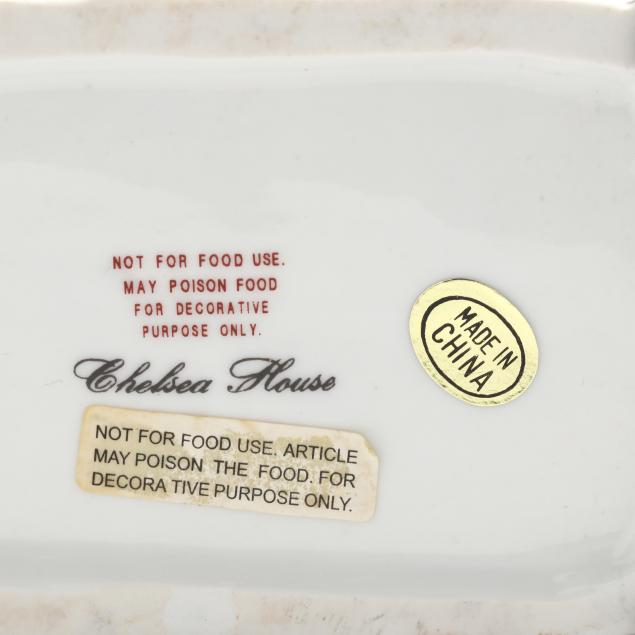 NOT FOR FOOD USE.
MAY POISON FOOD
FOR DECORATIVE
PURPOSE ONLY.
Chelsea House
NOT FOR FOOD USE. ARTICLE
MAY POISON THE FOOD. FOR
DECORA TIVE PURPOSE ONLY.
MADE IN
CHINA